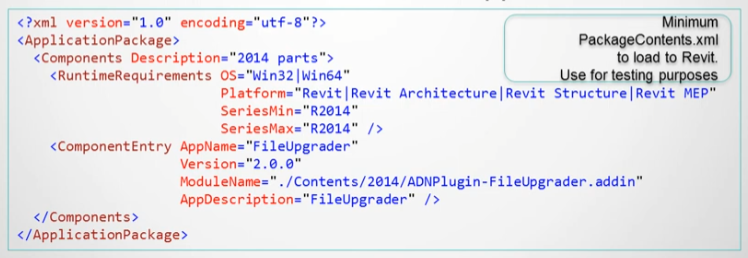 <?xml version="1.0" encoding="utf-8"?>
<ApplicationPackage>
<Components Description="2014 parts">
<RuntimeRequirements OS="Win32|Win64"
Platform="Revit|Revit Architecture|Revit Structure|Revit MEP"
SeriesMin="R2014"
SeriesMax="R2014" />
<ComponentEntry AppName="FileUpgrader"
Version="2.0.0"
ModuleName="./Contents/2014/ADNPlugin-FileUpgrader.addin"
AppDescription="FileUpgrader" />
</Components>
</ApplicationPackage>
Minimum
PackageContents.xml
to load to Revit.
Use for testing purposes